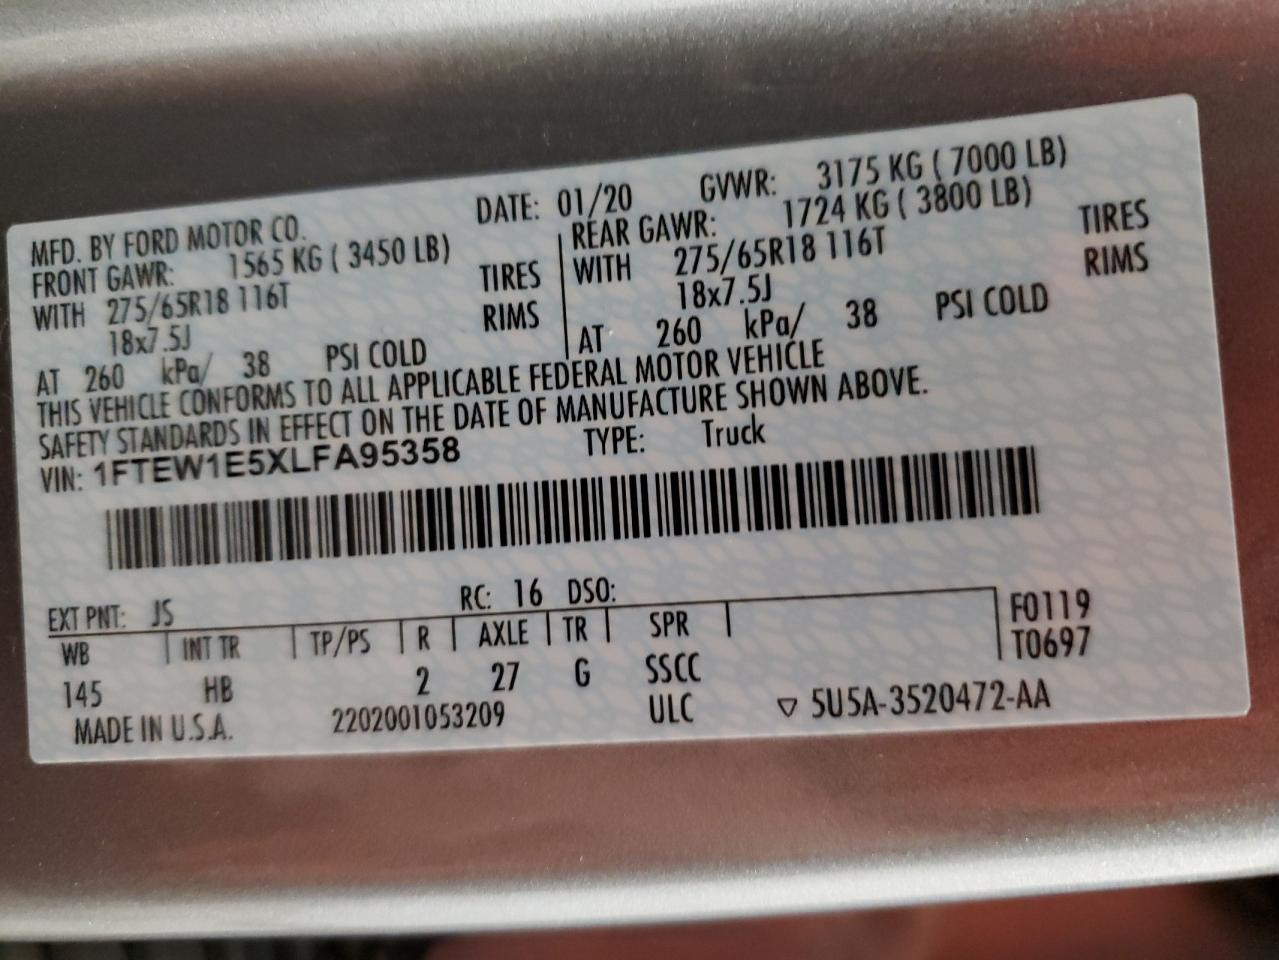 MFD. BY FORD MOTOR CO. DATE: 01/20 GVWR: 3175 KG ( 7000 LB)
FRONT GAWR: 1565 KG ( 3450 LB) REAR GAWR: 1724 KG ( 3800 LB)
WITH 275/65R18 116T TIRES WITH 275/65R18 116T TIRES
18x7.5J RIMS 18x7.5J RIMS
AT 260 kPa/ 38 PSI COLD AT 260 kPa/ 38 PSI COLD
THIS VEHICLE CONFORMS TO ALL APPLICABLE FEDERAL MOTOR VEHICLE
SAFETY STANDARDS IN EFFECT ON THE DATE OF MANUFACTURE SHOWN ABOVE.
VIN: 1FTEW1E5XLFA95358 TYPE: Truck
EXT PNT: JS RC: 16 DSO: F0119
WB INT TR TP/PS R AXLE TR SPR T0697
145 HB 2 27 G SSCC
MADE IN U.S.A. 2202001053209 ULC ▽ 5U5A-3520472-AA